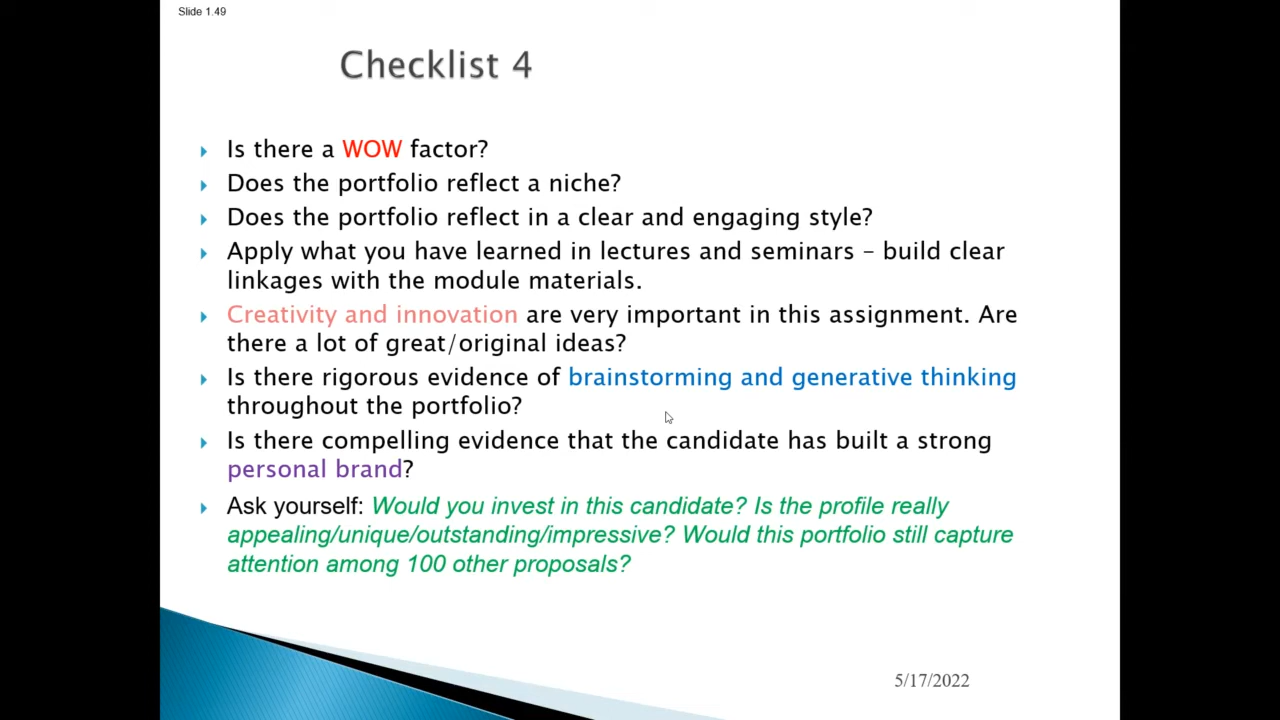 Slide 1.49
Checklist 4
Is there a WOW factor?
Does the portfolio reflect a niche?
Does the portfolio reflect in a clear and engaging style?
Apply what you have learned in lectures and seminars – build clear
linkages with the module materials.
Creativity and innovation are very important in this assignment. Are
there a lot of great/original ideas?
Is there rigorous evidence of brainstorming and generative thinking
throughout the portfolio?
Is there compelling evidence that the candidate has built a strong
personal brand?
Ask yourself: Would you invest in this candidate? Is the profile really
appealing/unique/outstanding/impressive? Would this portfolio still capture
attention among 100 other proposals?
5/17/2022